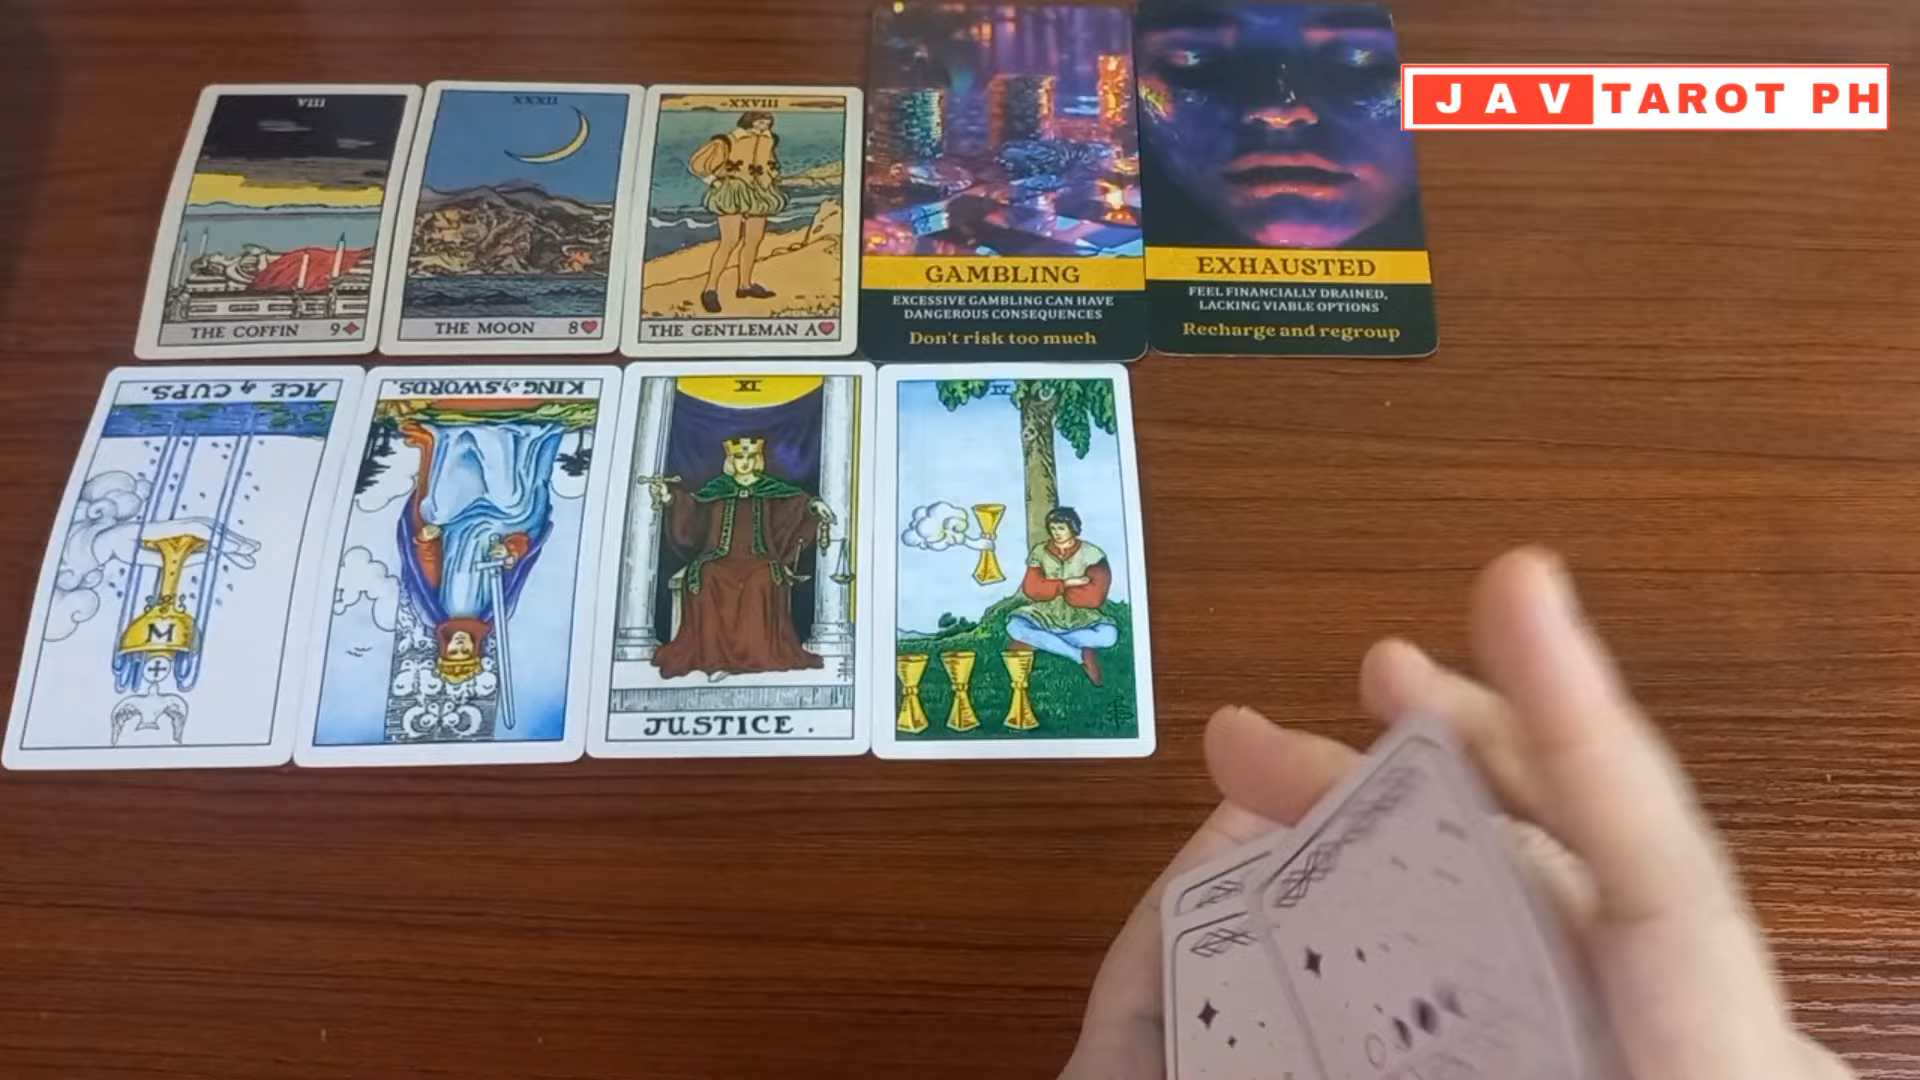 JAV TAROT PH
VIII
THE COFFIN 9♦
XXXII
THE MOON 8♥
XXVIII
THE GENTLEMAN A♥
GAMBLING
EXCESSIVE GAMBLING CAN HAVE
DANGEROUS CONSEQUENCES
Don't risk too much
EXHAUSTED
FEEL FINANCIALLY DRAINED,
LACKING VIABLE OPTIONS
Recharge and regroup
ACE of CUPS.
M
KING of SWORDS.
XI
JUSTICE.
IV